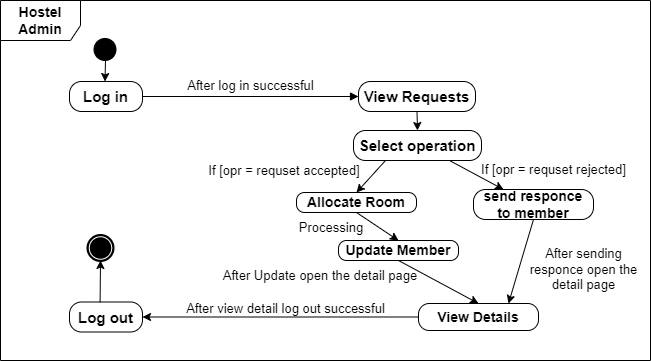 Hostel
Admin
After log in successful
Log in
View Requests
Select operation
If [opr = requset accepted]
If [opr = requset rejected]
Allocate Room
send responce
to member
Processing
Update Member
After sending
responce open the
detail page
After Update open the detail page
After view detail log out successful
Log out
View Details